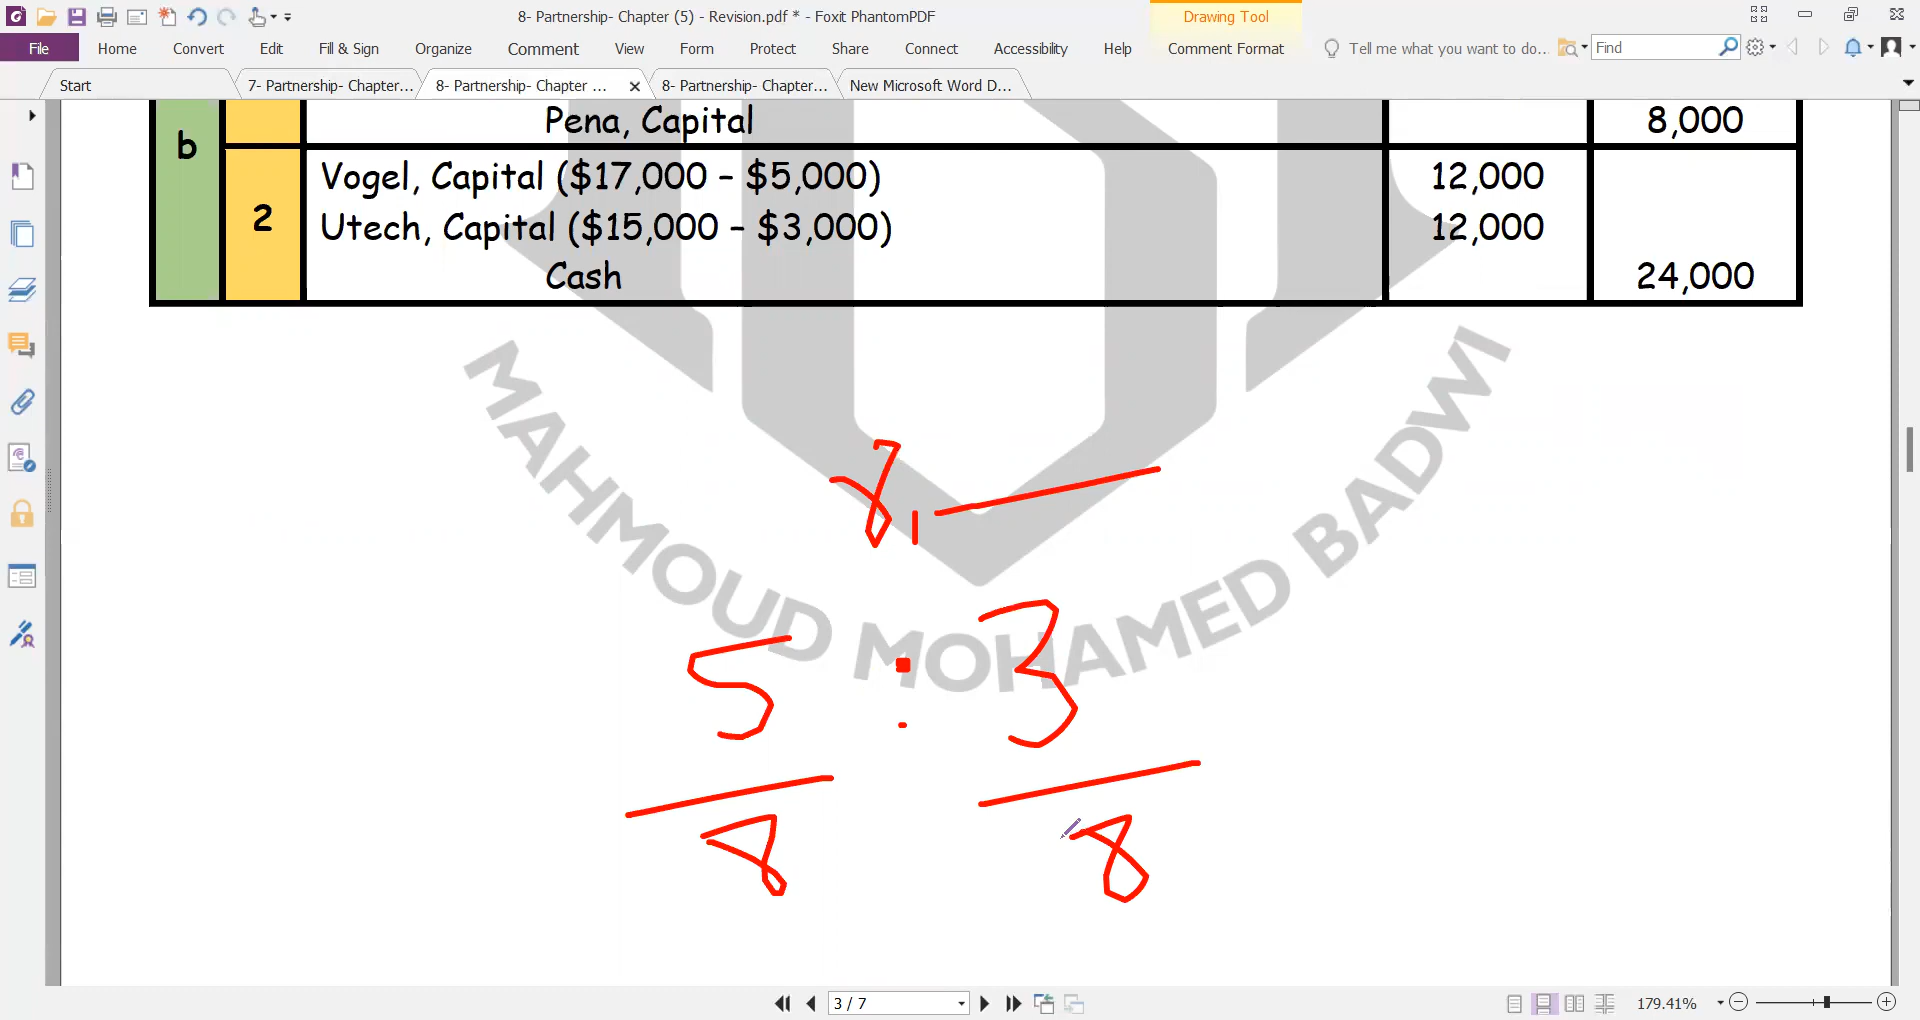 8- Partnership- Chapter (5) - Revision.pdf * - Foxit PhantomPDF
Drawing Tool
File Home Convert Edit Fill & Sign Organize Comment View Form Protect Share Connect Accessibility Help Comment Format Tell me what you want to do... Find
Start 7- Partnership- Chapter... 8- Partnership- Chapter ... 8- Partnership- Chapter... New Microsoft Word D...
b
Pena, Capital 8,000
2
Vogel, Capital ($17,000 – $5,000) 12,000
Utech, Capital ($15,000 – $3,000) 12,000
Cash 24,000
MAHMOUD MOHAMED BADWI
8,
5 : 3
8 8
3 / 7
179.41%